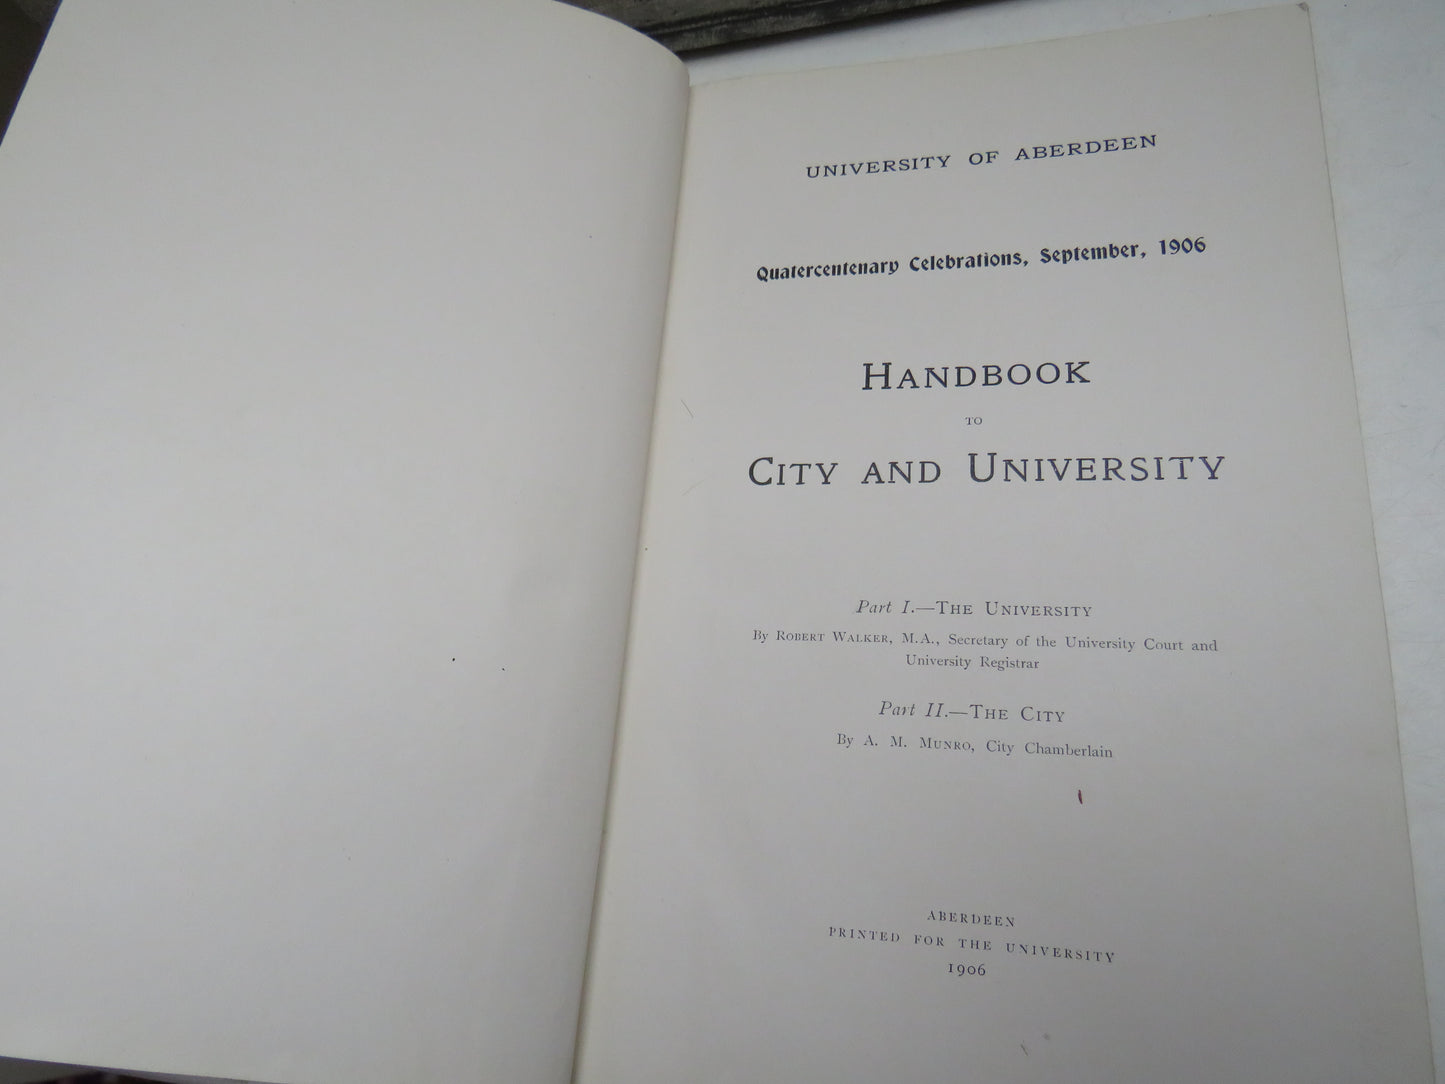 UNIVERSITY OF ABERDEEN
Quatercentenary Celebrations, September, 1906
HANDBOOK
TO
CITY AND UNIVERSITY
Part I.—THE UNIVERSITY
By ROBERT WALKER, M.A., Secretary of the University Court and
University Registrar
Part II.—THE CITY
By A. M. MUNRO, City Chamberlain
ABERDEEN
PRINTED FOR THE UNIVERSITY
1906